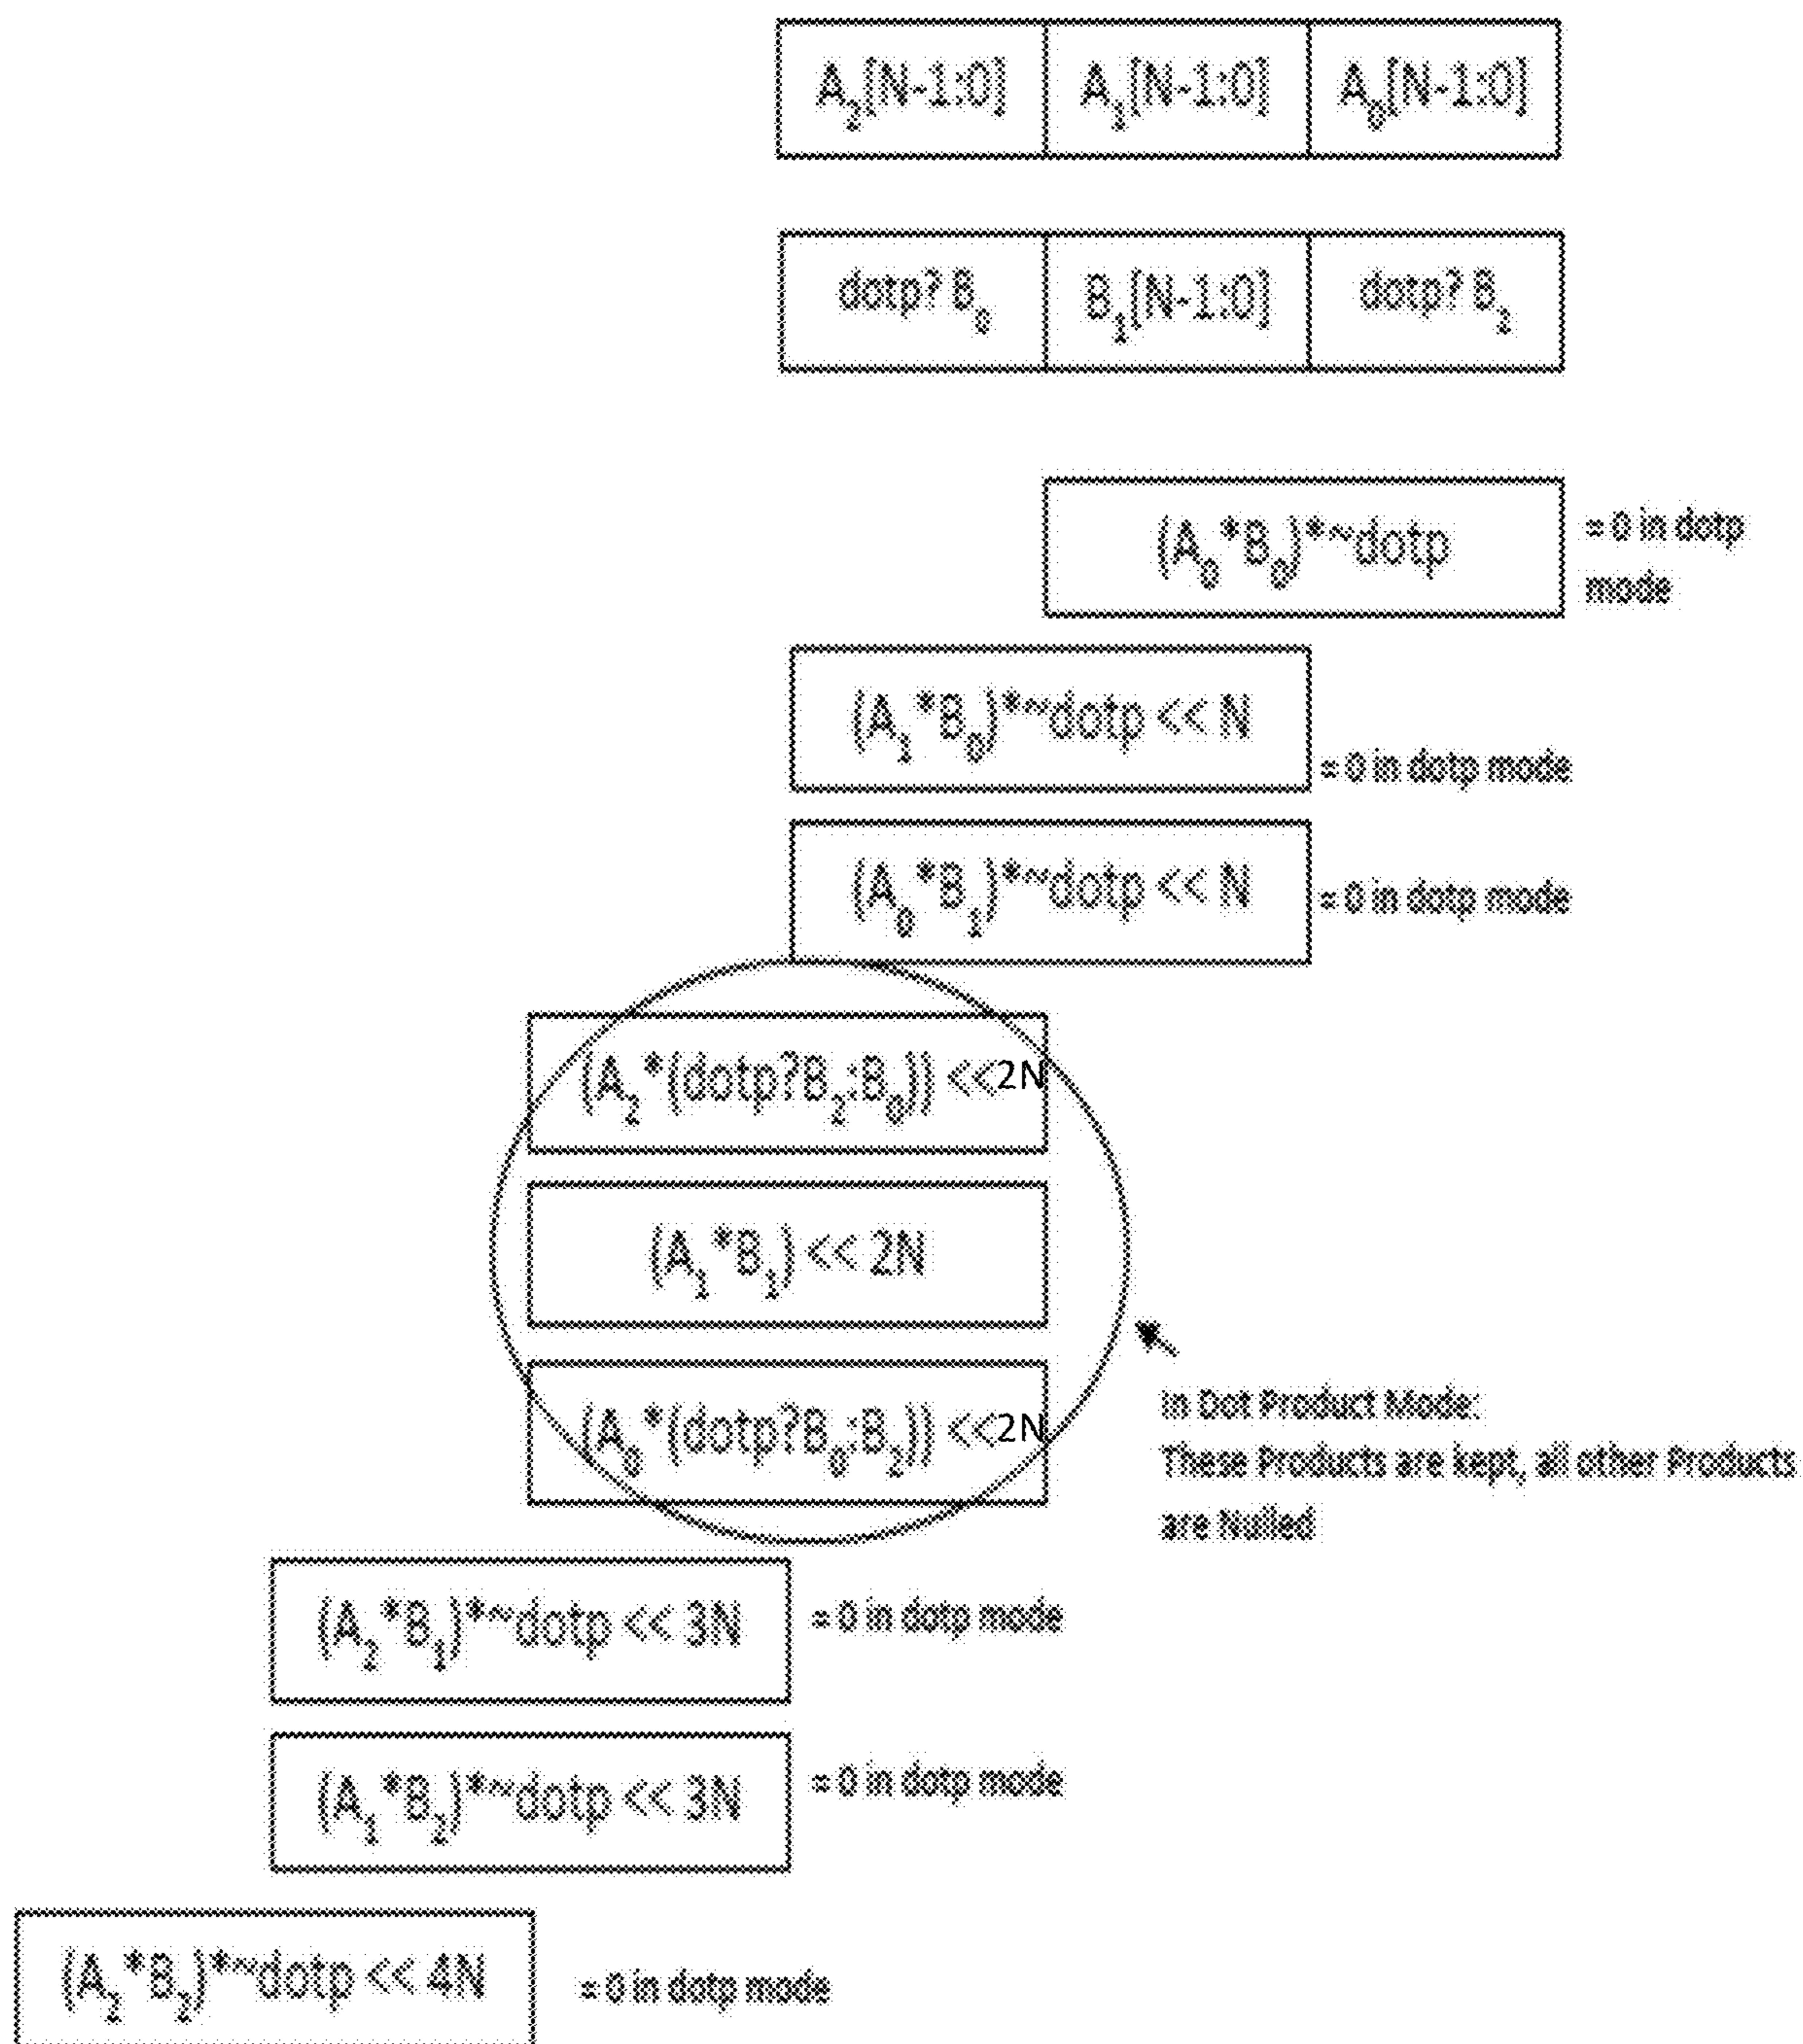 A₂[N-1:0] A₁[N-1:0] A₀[N-1:0]
dotp? B₀ B₁[N-1:0] dotp? B₂
(A₀*B₀)*~dotp
= 0 in dotp
mode
(A₁*B₀)*~dotp << N
= 0 in dotp mode
(A₀*B₁)*~dotp << N
= 0 in dotp mode
(A₂*(dotp?B₂:B₀)) <<2N
(A₁*B₁) << 2N
(A₀*(dotp?B₀:B₂)) <<2N
In Dot Product Mode:
These Products are kept, all other Products
are Nulled
(A₂*B₁)*~dotp << 3N
= 0 in dotp mode
(A₁*B₂)*~dotp << 3N
= 0 in dotp mode
(A₂*B₂)*~dotp << 4N
= 0 in dotp mode